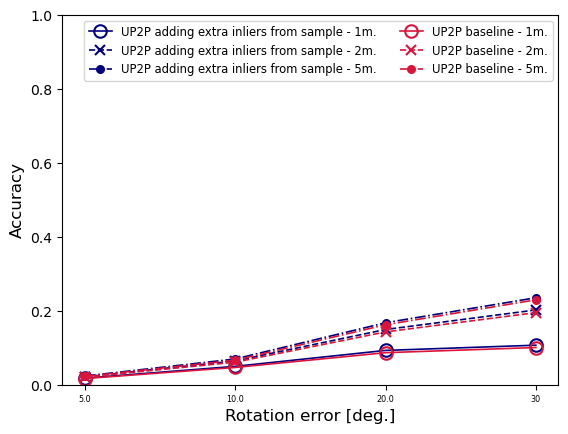 UP2P adding extra inliers from sample - 1m.
UP2P adding extra inliers from sample - 2m.
UP2P adding extra inliers from sample - 5m.
UP2P baseline - 1m.
UP2P baseline - 2m.
UP2P baseline - 5m.
1.0
0.8
0.6
0.4
0.2
0.0
Accuracy
5.0 10.0 20.0 30
Rotation error [deg.]